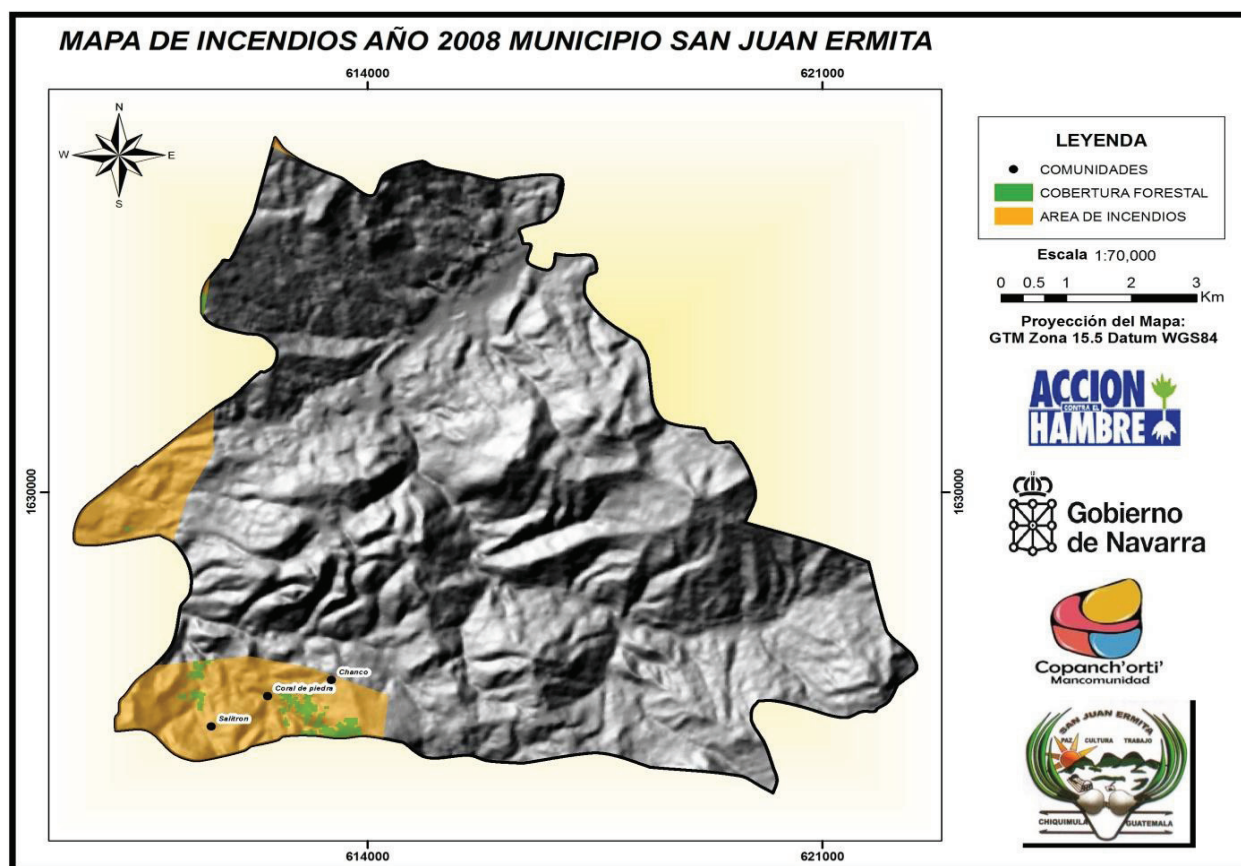 MAPA DE INCENDIOS AÑO 2008 MUNICIPIO SAN JUAN ERMITA
614000
621000
N
W
E
S
1630000
1630000
Chanco
Coral de piedra
Salitron
614000
621000
LEYENDA
COMUNIDADES
COBERTURA FORESTAL
AREA DE INCENDIOS
Escala 1:70,000
0 0.5 1 2 3
Km
Proyección del Mapa:
GTM Zona 15.5 Datum WGS84
ACCION
CONTRA EL
HAMBRE
Gobierno
de Navarra
Copanch'orti'
Mancomunidad
SAN JUAN ERMITA
PAZ CULTURA TRABAJO
CHIQUIMULA GUATEMALA